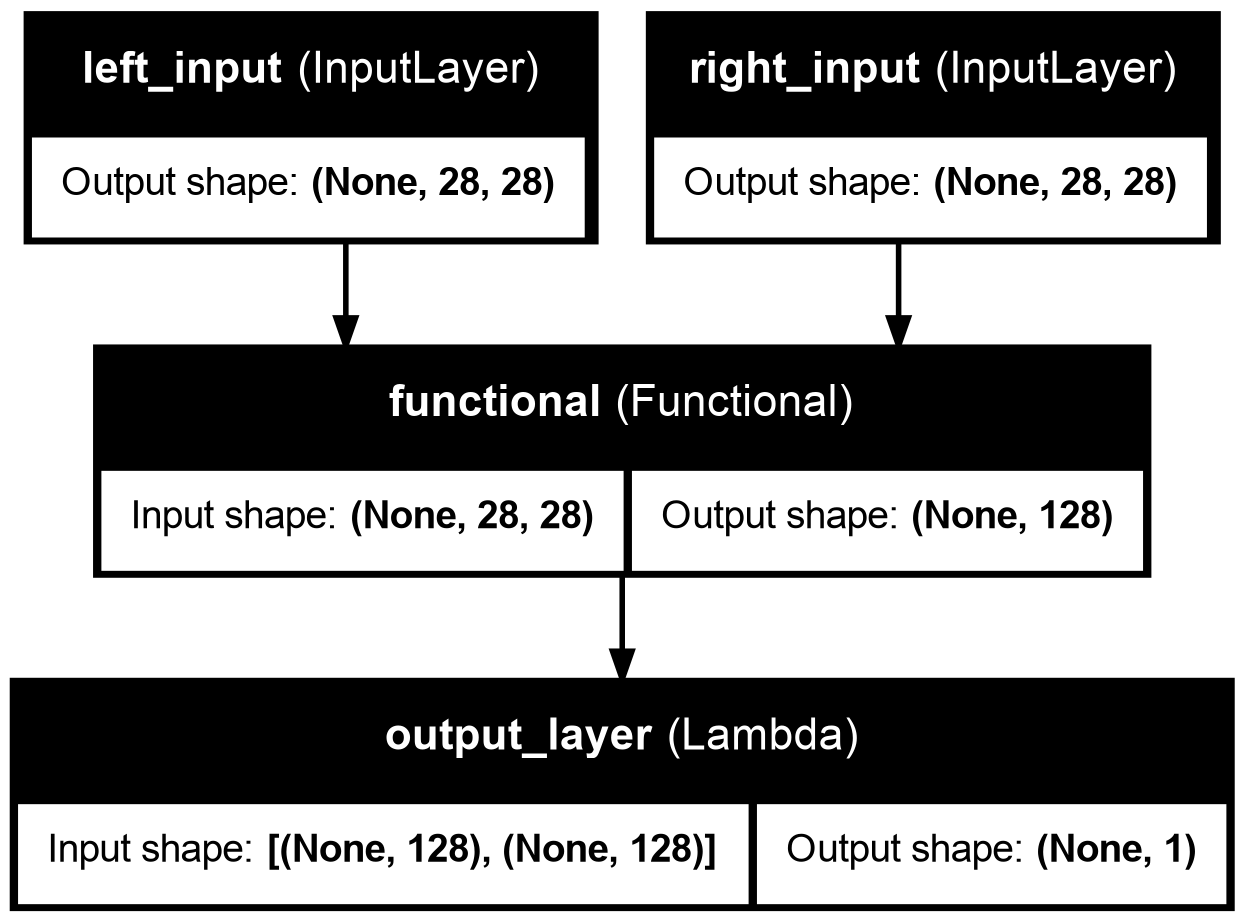 left_input (InputLayer)
right_input (InputLayer)
Output shape: (None, 28, 28)
Output shape: (None, 28, 28)
functional (Functional)
Input shape: (None, 28, 28)
Output shape: (None, 128)
output_layer (Lambda)
Input shape: [(None, 128), (None, 128)]
Output shape: (None, 1)